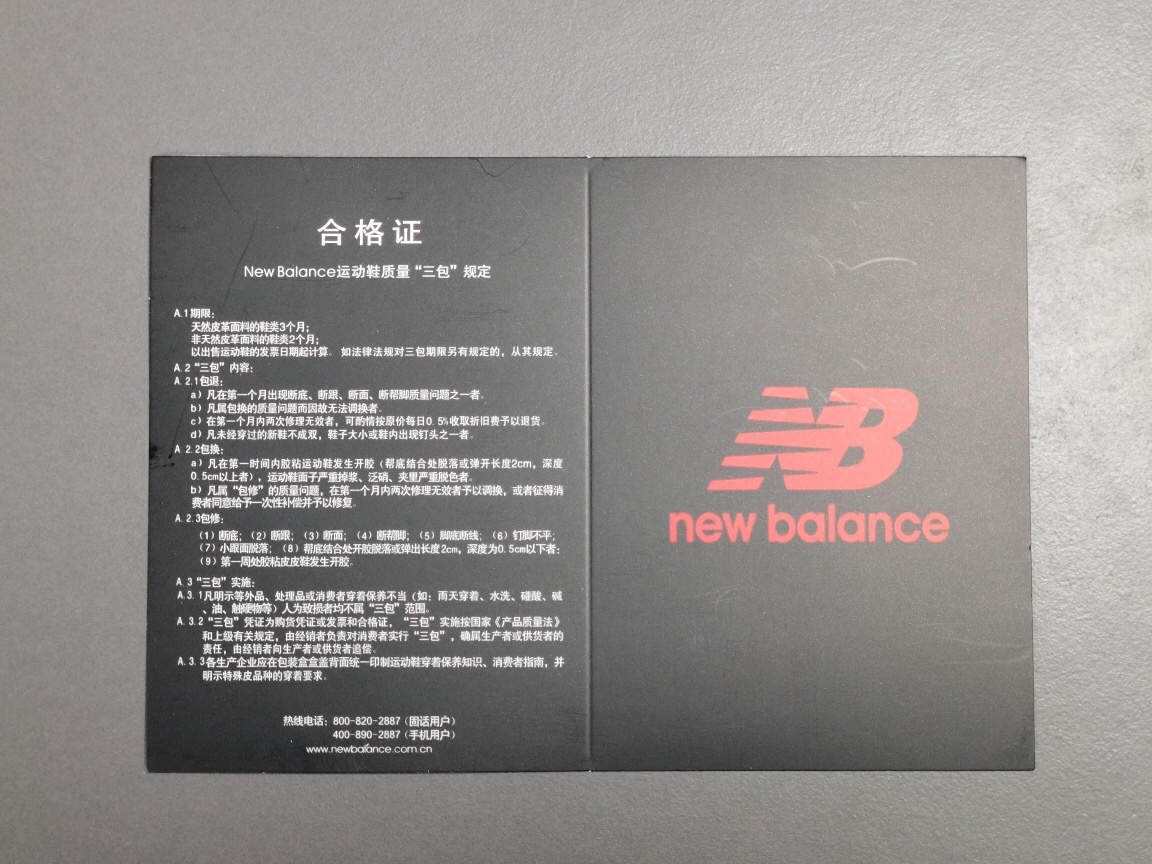 合格证
New Balance运动鞋质量“三包”规定
A.1期限：
天然皮革面料的鞋类3个月；
非天然皮革面料的鞋类2个月；
以出售运动鞋的发票日期起计算。如法律法规对三包期限另有规定的，从其规定。
A.2“三包”内容：
A.2.1包退：
a）凡在第一个月出现断底、断跟、断面、断帮脚质量问题之一者。
b）凡属包换的质量问题而因故无法调换者。
c）在第一个月内两次修理无效者，可酌情按原价每日0.5%收取折旧费予以退货。
d）凡未经穿过的新鞋不成双，鞋子大小或鞋内出现钉头之一者。
A.2.2包换：
a）凡在第一时间内胶粘运动鞋发生开胶（帮底结合处脱落或弹开长度2cm，深度
0.5cm以上者），运动鞋面子严重掉浆、泛硝、夹里严重脱色者。
b）凡属“包修”的质量问题，在第一个月内两次修理无效者予以调换，或者征得消
费者同意给予一次性补偿并予以修复。
A.2.3包修：
（1）断底；（2）断跟；（3）断面；（4）断帮脚；（5）脚底断线；（6）钉脚不平；
（7）小跟面脱落；（8）帮底结合处开胶脱落或弹出长度2cm，深度为0.5cm以下者；
（9）第一周处胶粘皮皮鞋发生开胶。
A.3“三包”实施：
A.3.1凡明示等外品、处理品或消费者穿着保养不当（如：雨天穿着、水洗、碰酸、碱
、油、触硬物等）人为致损者均不属“三包”范围。
A.3.2“三包”凭证为购货凭证或发票和合格证，“三包”实施按国家《产品质量法》
和上级有关规定，由经销者负责对消费者实行“三包”，确属生产者或供货者的
责任，由经销者向生产者或供货者追偿。
A.3.3各生产企业应在包装盒盒盖背面统一印制运动鞋穿着保养知识、消费者指南，并
明示特殊皮品种的穿着要求。
热线电话：800-820-2887（固话用户）
400-890-2887（手机用户）
www.newbalance.com.cn
NB
new balance